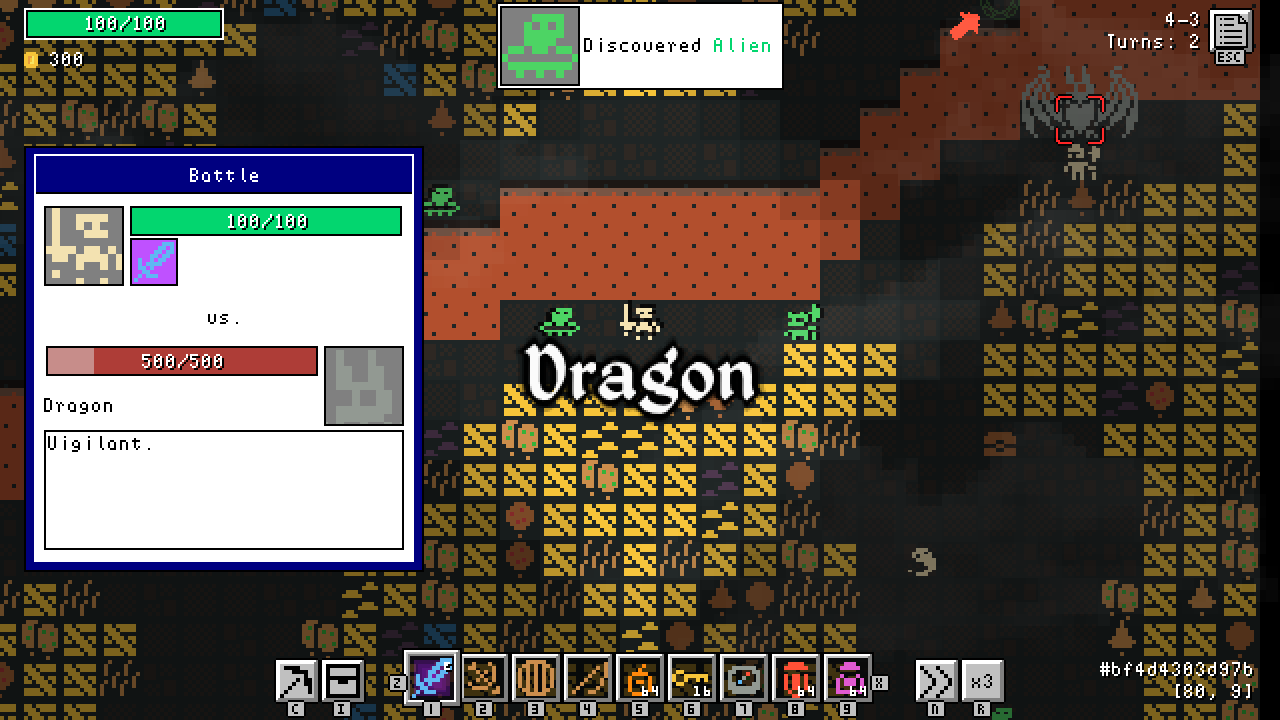 100/100
300
Discovered Alien
4-3
Turns: 2
ESC
Battle
100/100
vs.
500/500
Dragon
Vigilant.
Dragon
C
I
Z
1
2
3
4
64
5
16
6
7
64
8
64
9
X
x3
N
R
#bf4d4303d97b
[80, 9]